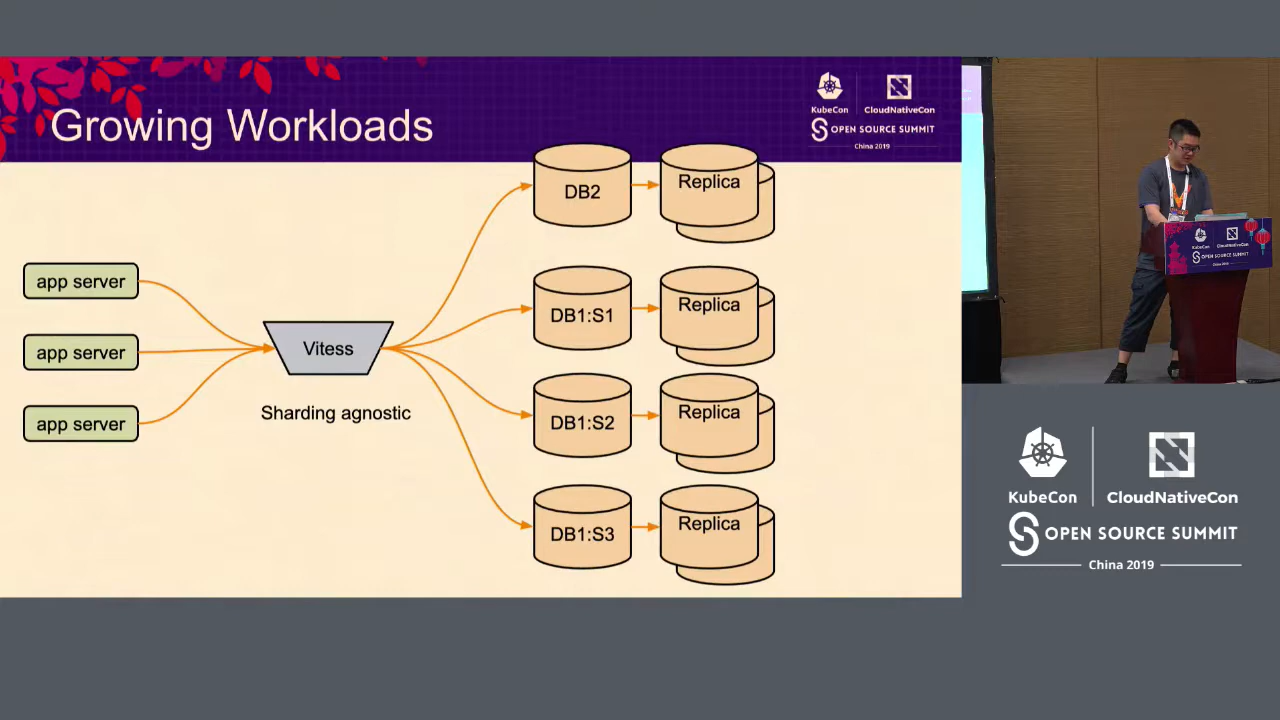 Growing Workloads
KubeCon
CloudNativeCon
OPEN SOURCE SUMMIT
China 2019
DB2
Replica
app server
DB1:S1
Replica
app server
Vitess
Sharding agnostic
DB1:S2
Replica
app server
DB1:S3
Replica
KubeCon
CloudNativeCon
OPEN SOURCE SUMMIT
China 2019